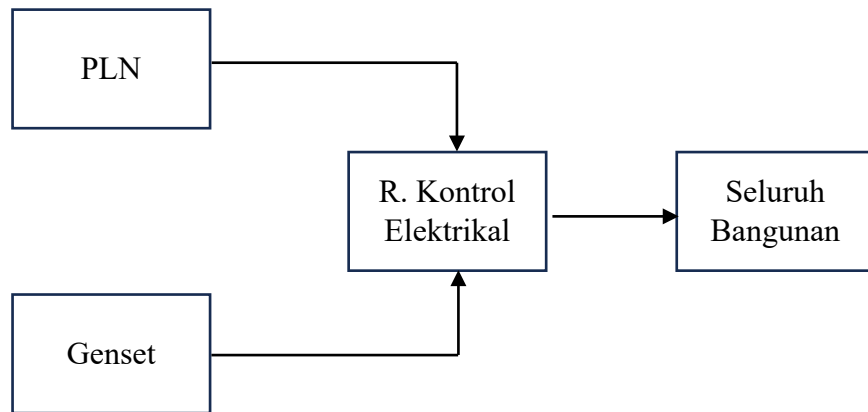 PLN
R. Kontrol
Elektrikal
Seluruh
Bangunan
Genset